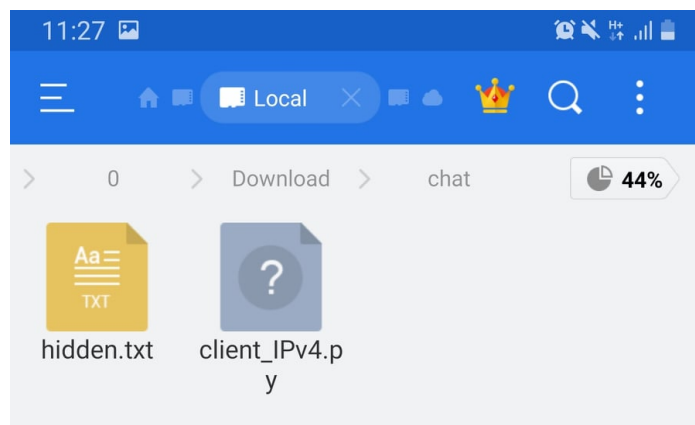 11:27
H+
Local
0 Download chat 44%
Aa
TXT
hidden.txt client_IPv4.p
y